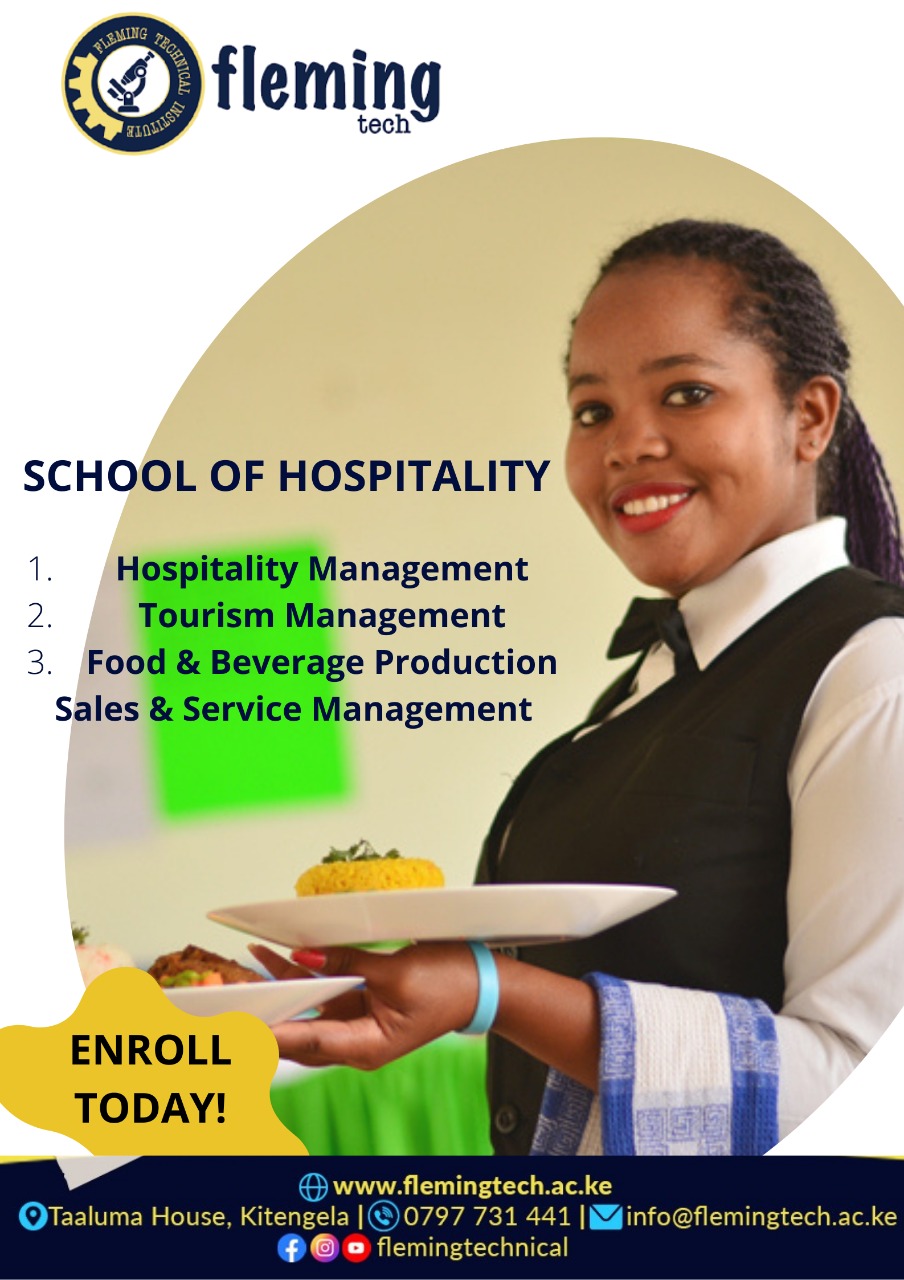 FLEMING TECHNICAL INSTITUTE
fleming
tech
SCHOOL OF HOSPITALITY
1. Hospitality Management
2. Tourism Management
3. Food & Beverage Production
Sales & Service Management
ENROLL
TODAY!
www.flemingtech.ac.ke
Taaluma House, Kitengela | 0797 731 441 | info@flemingtech.ac.ke
flemingtechnical